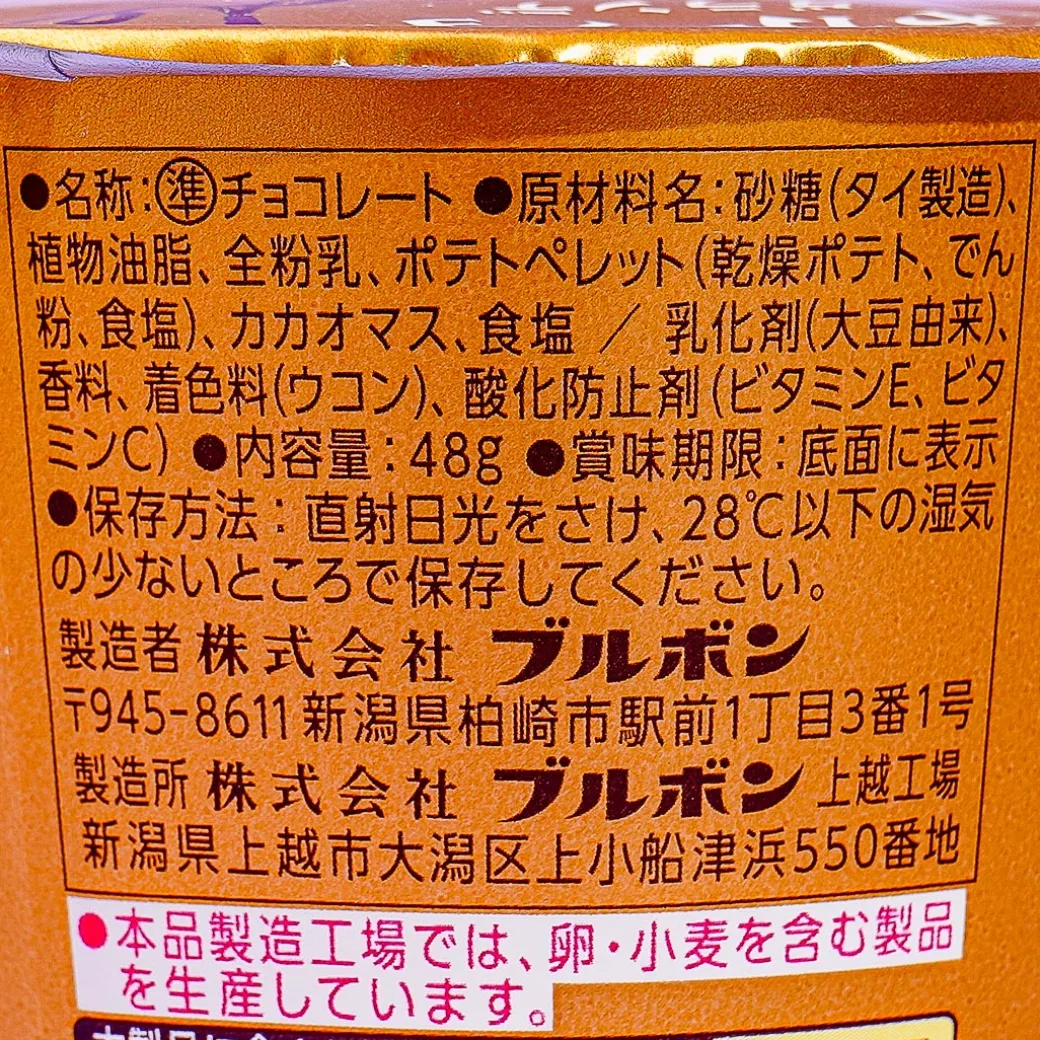 ●名称：㊜チョコレート ●原材料名：砂糖(タイ製造)、
植物油脂、全粉乳、ポテトペレット(乾燥ポテト、でん
粉、食塩)、カカオマス、食塩 ／ 乳化剤(大豆由来)、
香料、着色料(ウコン)、酸化防止剤(ビタミンE、ビタ
ミンC) ●内容量：48g ●賞味期限：底面に表示
●保存方法：直射日光をさけ、28℃以下の湿気
の少ないところで保存してください。
製造者 株式会社 ブルボン
〒945-8611 新潟県柏崎市駅前1丁目3番1号
製造所 株式会社 ブルボン 上越工場
新潟県上越市大潟区上小船津浜550番地
●本品製造工場では、卵・小麦を含む製品
を生産しています。